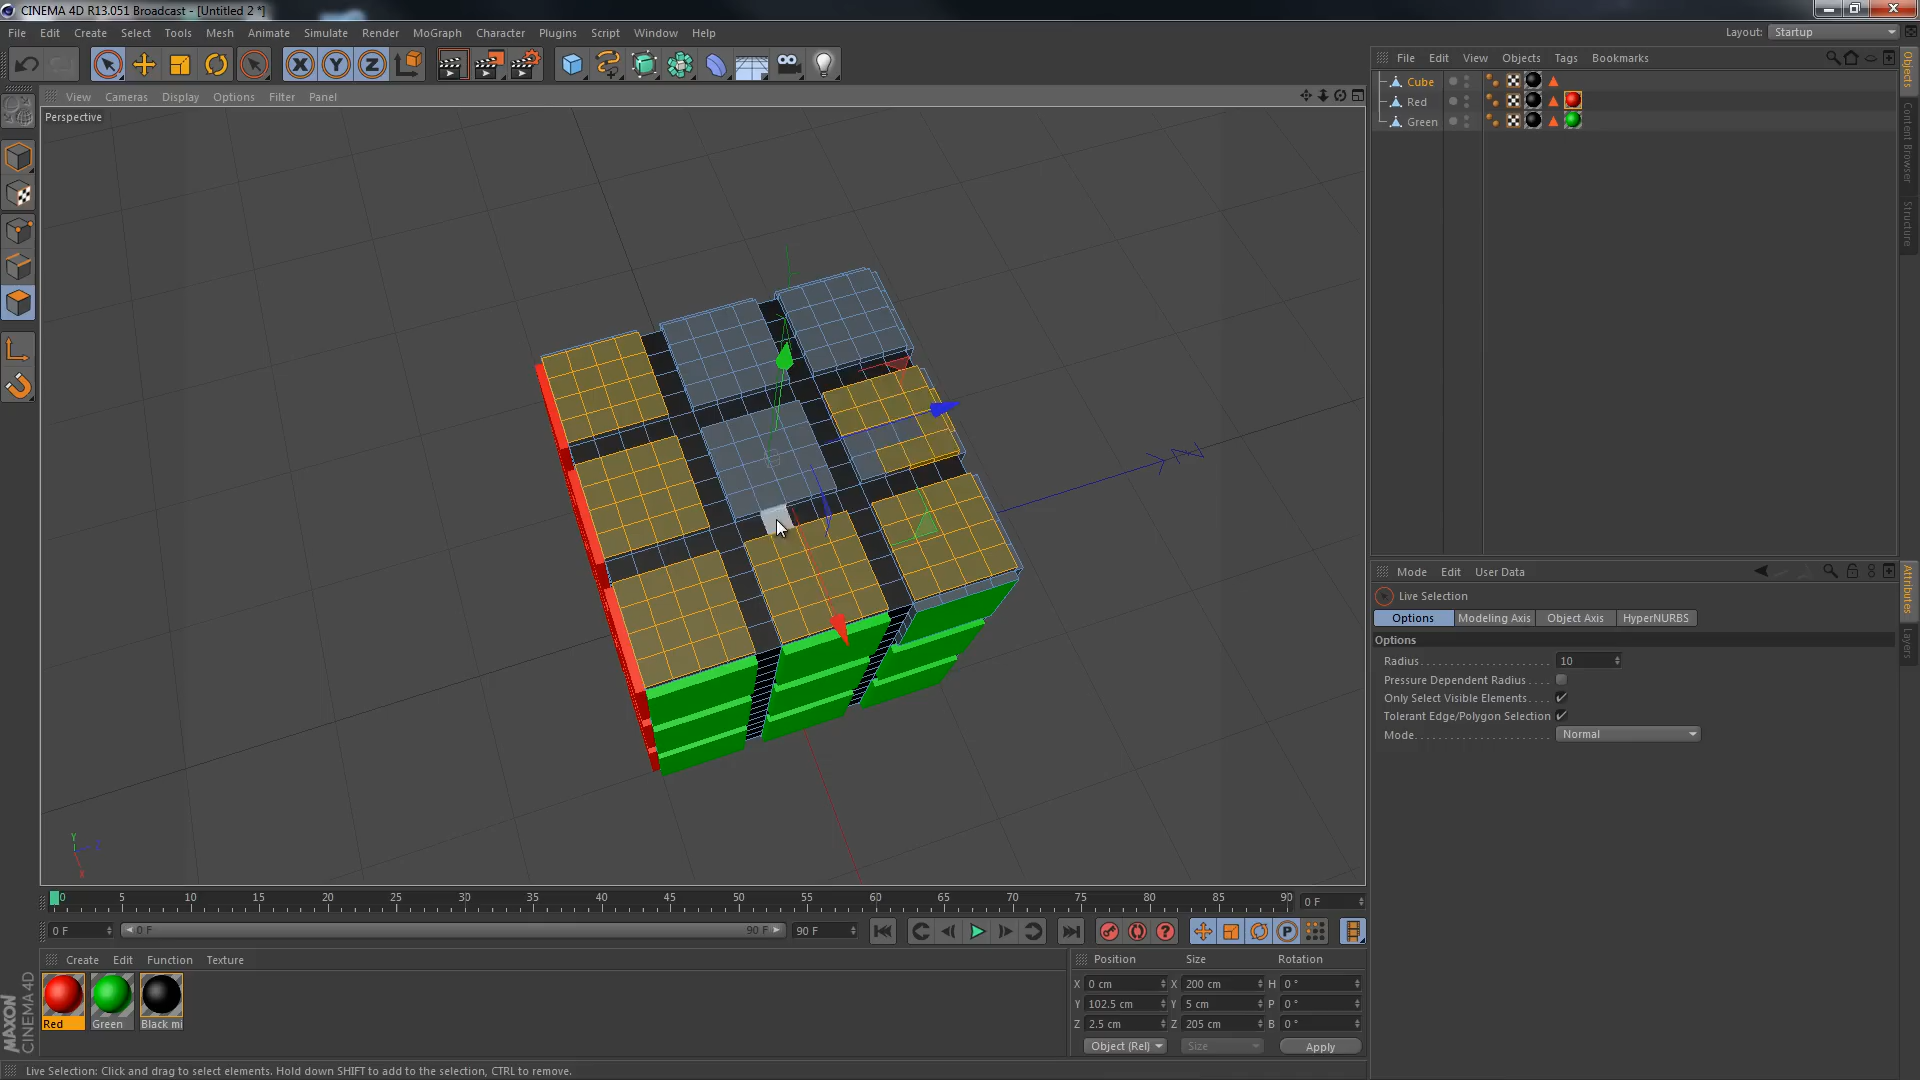 CINEMA 4D R13.051 Broadcast - [Untitled 2 *]
File Edit Create Select Tools Mesh Animate Simulate Render MoGraph Character Plugins Script Window Help
Layout: Startup
View Cameras Display Options Filter Panel
Perspective
File Edit View Objects Tags Bookmarks
Cube
Red
Green
Objects
Content Browser
Structure
Mode Edit User Data
Live Selection
Options Modeling Axis Object Axis HyperNURBS
Options
Radius 10
Pressure Dependent Radius
Only Select Visible Elements
Tolerant Edge/Polygon Selection
Mode Normal
Attributes
Layers
Y
Z
X
0 5 10 15 20 25 30 35 40 45 50 55 60 65 70 75 80 85 90 0 F
0 F 0 F 90 F 90 F
Create Edit Function Texture
Red Green Black mi
Position Size Rotation
X 0 cm X 200 cm H 0 °
Y 102.5 cm Y 5 cm P 0 °
Z 2.5 cm Z 205 cm B 0 °
Object (Rel) Size Apply
MAXON
CINEMA 4D
Live Selection: Click and drag to select elements. Hold down SHIFT to add to the selection, CTRL to remove.